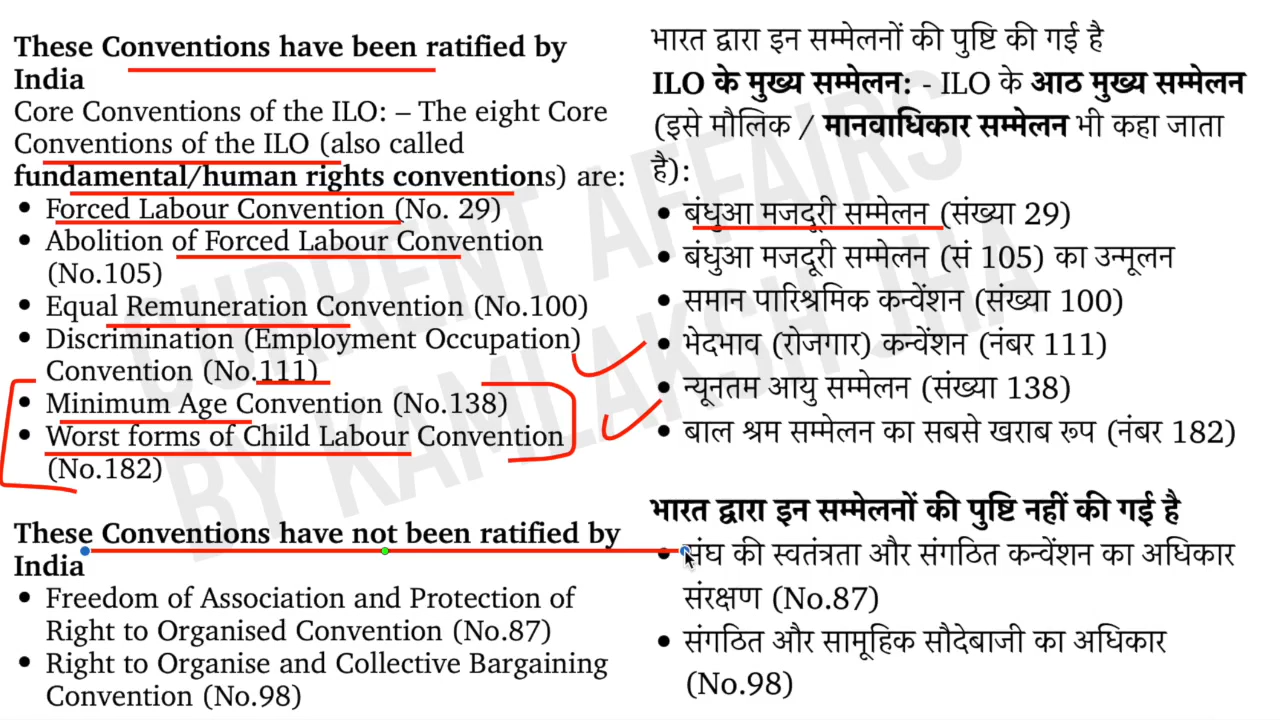 These Conventions have been ratified by
India
Core Conventions of the ILO: – The eight Core
Conventions of the ILO (also called
fundamental/human rights conventions) are:
• Forced Labour Convention (No. 29)
• Abolition of Forced Labour Convention
(No.105)
• Equal Remuneration Convention (No.100)
• Discrimination (Employment Occupation)
Convention (No.111)
• Minimum Age Convention (No.138)
• Worst forms of Child Labour Convention
(No.182)
These Conventions have not been ratified by
India
• Freedom of Association and Protection of
Right to Organised Convention (No.87)
• Right to Organise and Collective Bargaining
Convention (No.98)
भारत द्वारा इन सम्मेलनों की पुष्टि की गई है
ILO के मुख्य सम्मेलन: - ILO के आठ मुख्य सम्मेलन
(इसे मौलिक / मानवाधिकार सम्मेलन भी कहा जाता
है):
• बंधुआ मजदूरी सम्मेलन (संख्या 29)
• बंधुआ मजदूरी सम्मेलन (सं 105) का उन्मूलन
• समान पारिश्रमिक कन्वेंशन (संख्या 100)
• भेदभाव (रोजगार) कन्वेंशन (नंबर 111)
• न्यूनतम आयु सम्मेलन (संख्या 138)
• बाल श्रम सम्मेलन का सबसे खराब रूप (नंबर 182)
भारत द्वारा इन सम्मेलनों की पुष्टि नहीं की गई है
• संघ की स्वतंत्रता और संगठित कन्वेंशन का अधिकार
संरक्षण (No.87)
• संगठित और सामूहिक सौदेबाजी का अधिकार
(No.98)
CURRENT AFFAIRS
BY KAMLAKSH JHA